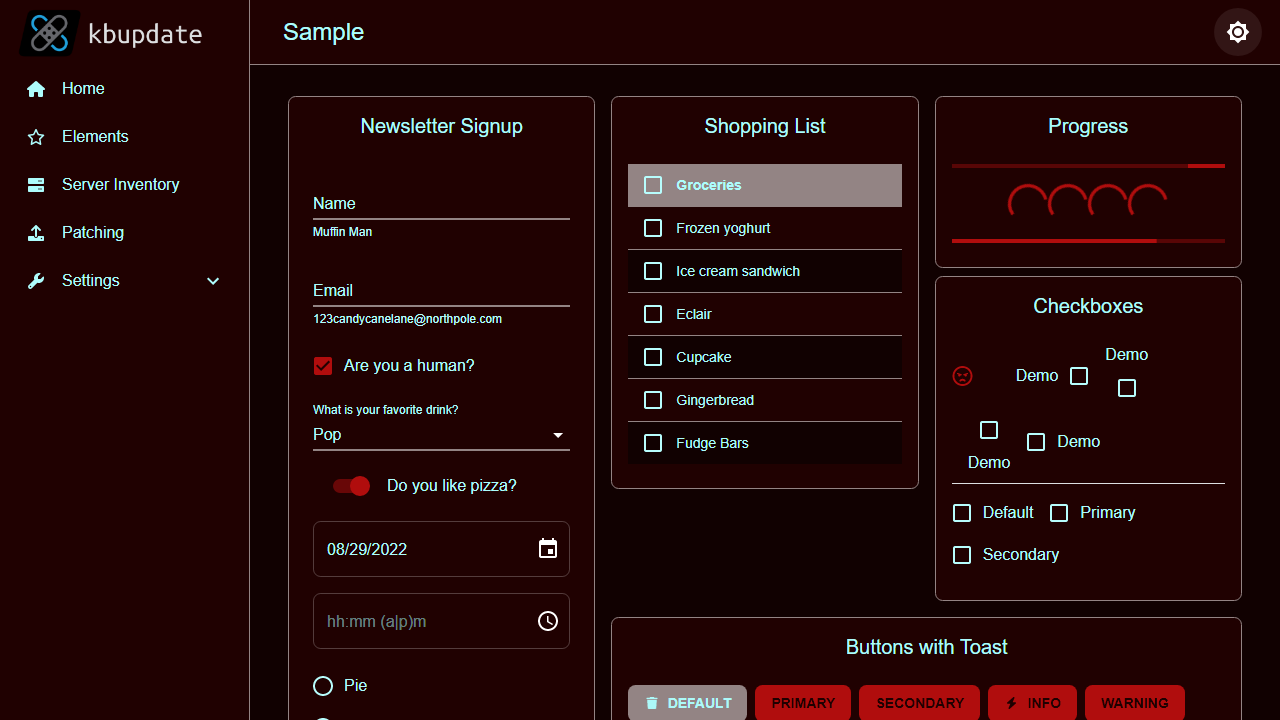 kbupdate
Home
Elements
Server Inventory
Patching
Settings
Sample
Newsletter Signup
Name
Muffin Man
Email
123candycanelane@northpole.com
Are you a human?
What is your favorite drink?
Pop
Do you like pizza?
08/29/2022
hh:mm (a|p)m
Pie
Shopping List
Groceries
Frozen yoghurt
Ice cream sandwich
Eclair
Cupcake
Gingerbread
Fudge Bars
Progress
Checkboxes
Demo
Demo
Demo
Demo
Default
Primary
Secondary
Buttons with Toast
DEFAULT
PRIMARY
SECONDARY
INFO
WARNING